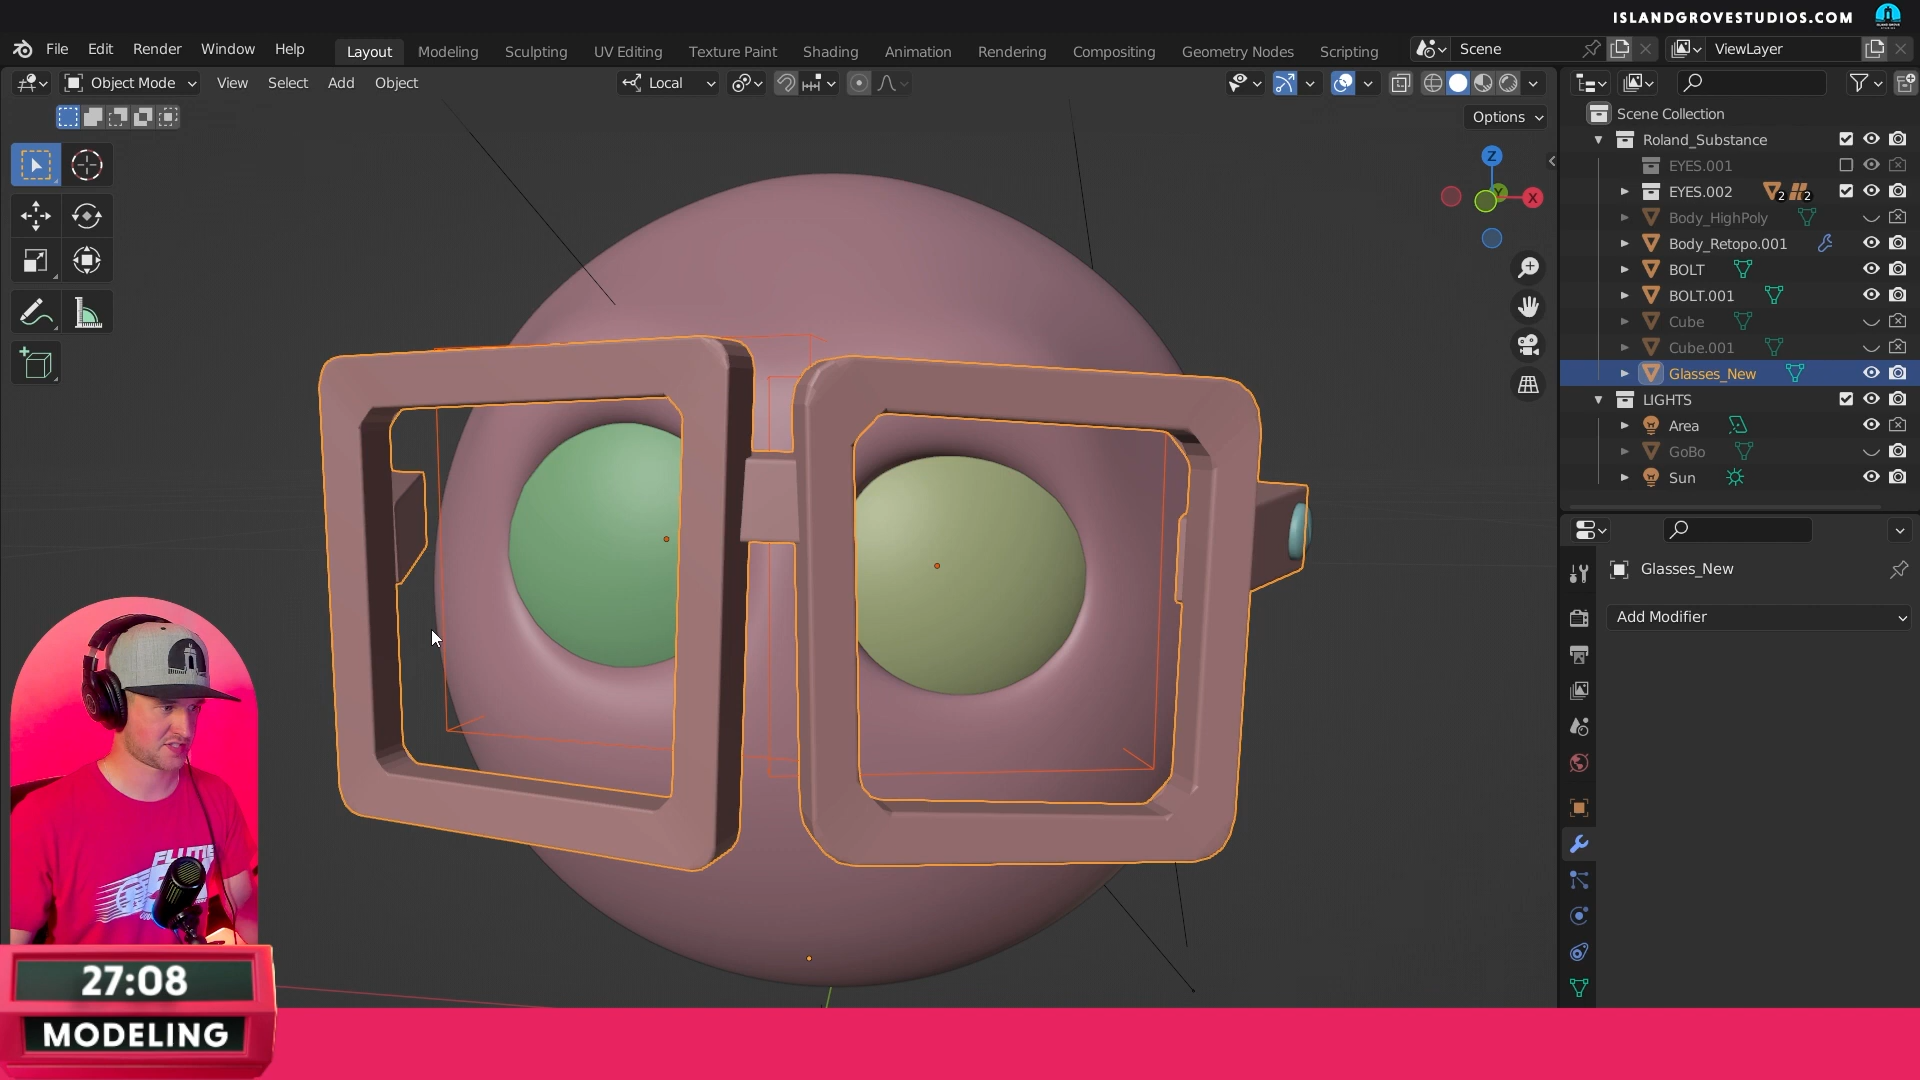 ISLANDGROVESTUDIOS.COM
File Edit Render Window Help
Layout Modeling Sculpting UV Editing Texture Paint Shading Animation Rendering Compositing Geometry Nodes Scripting
Scene
ViewLayer
Object Mode View Select Add Object
Local
Options
Z
X
Scene Collection
Roland_Substance
EYES.001
EYES.002 2 2
Body_HighPoly
Body_Retopo.001
BOLT
BOLT.001
Cube
Cube.001
Glasses_New
LIGHTS
Area
GoBo
Sun
Glasses_New
Add Modifier
27:08
MODELING